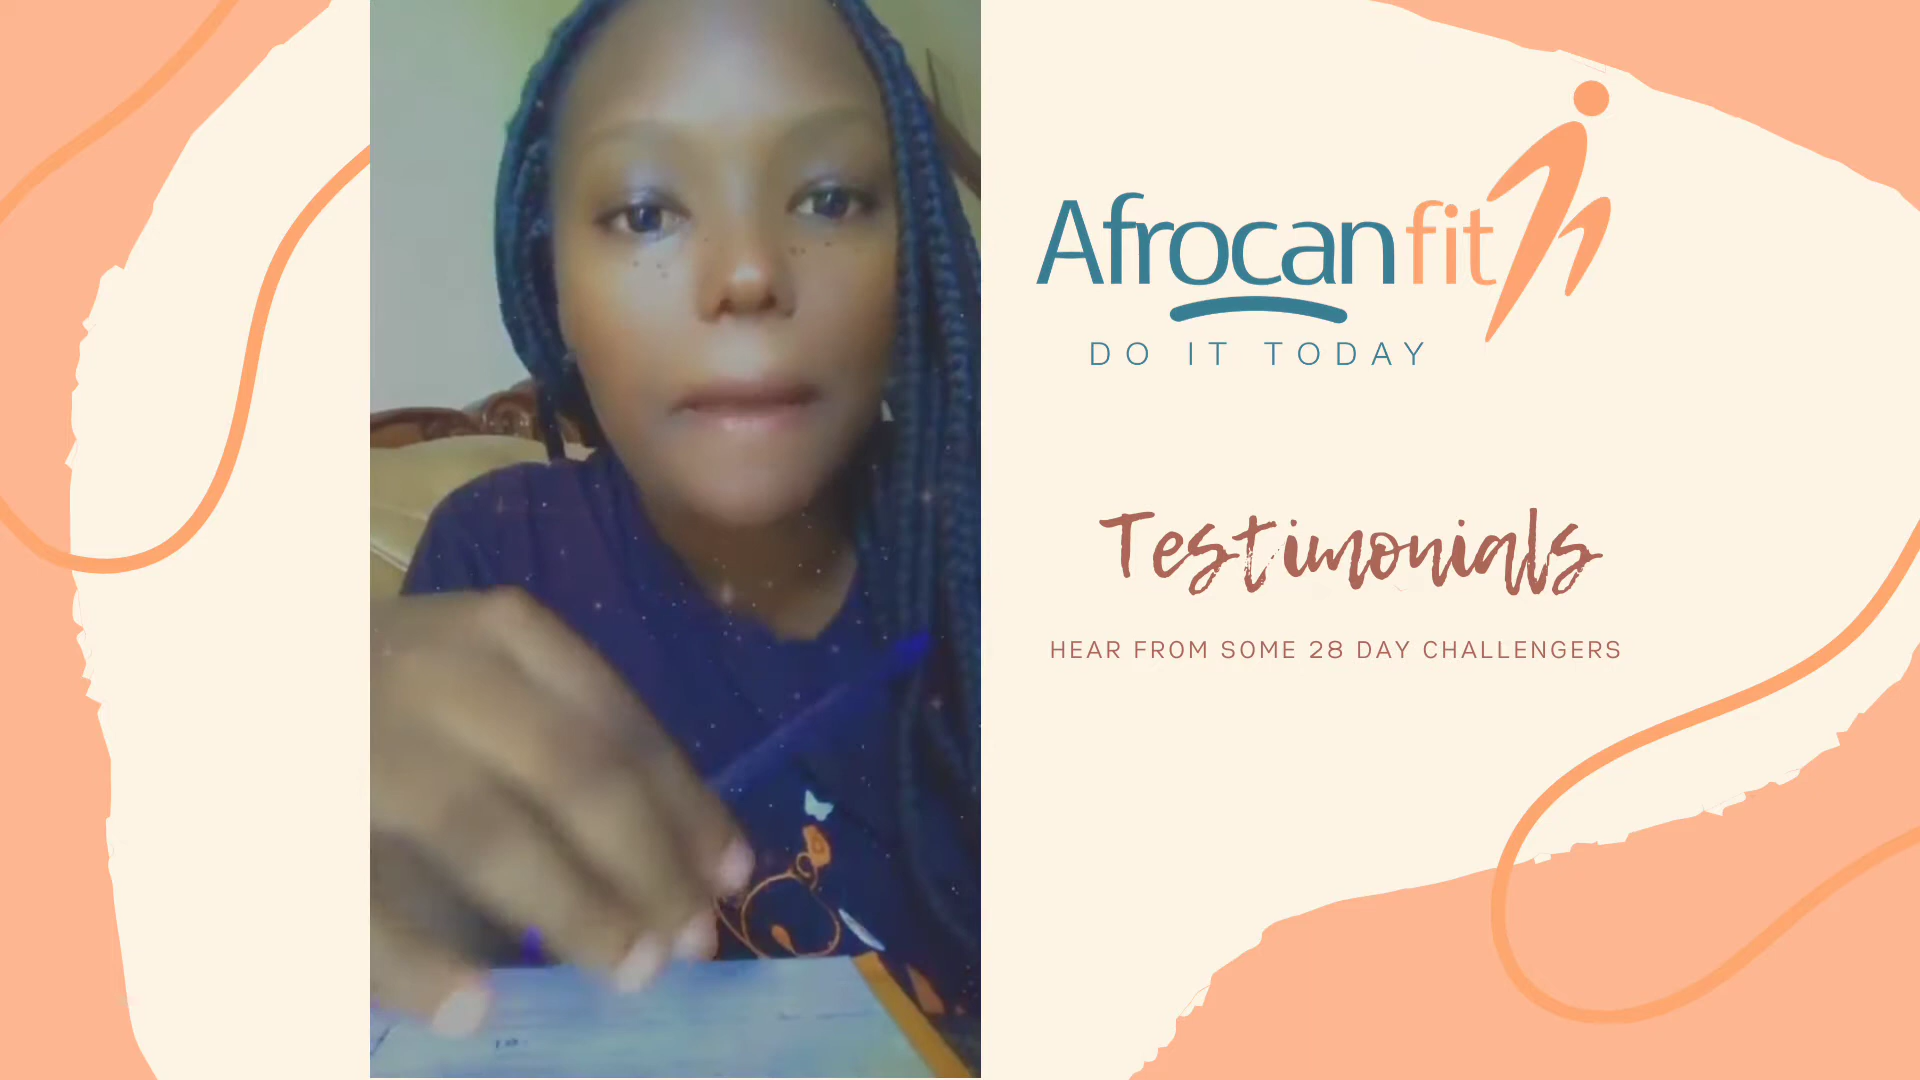 Afrocanfit
DO IT TODAY
Testimonials
HEAR FROM SOME 28 DAY CHALLENGERS